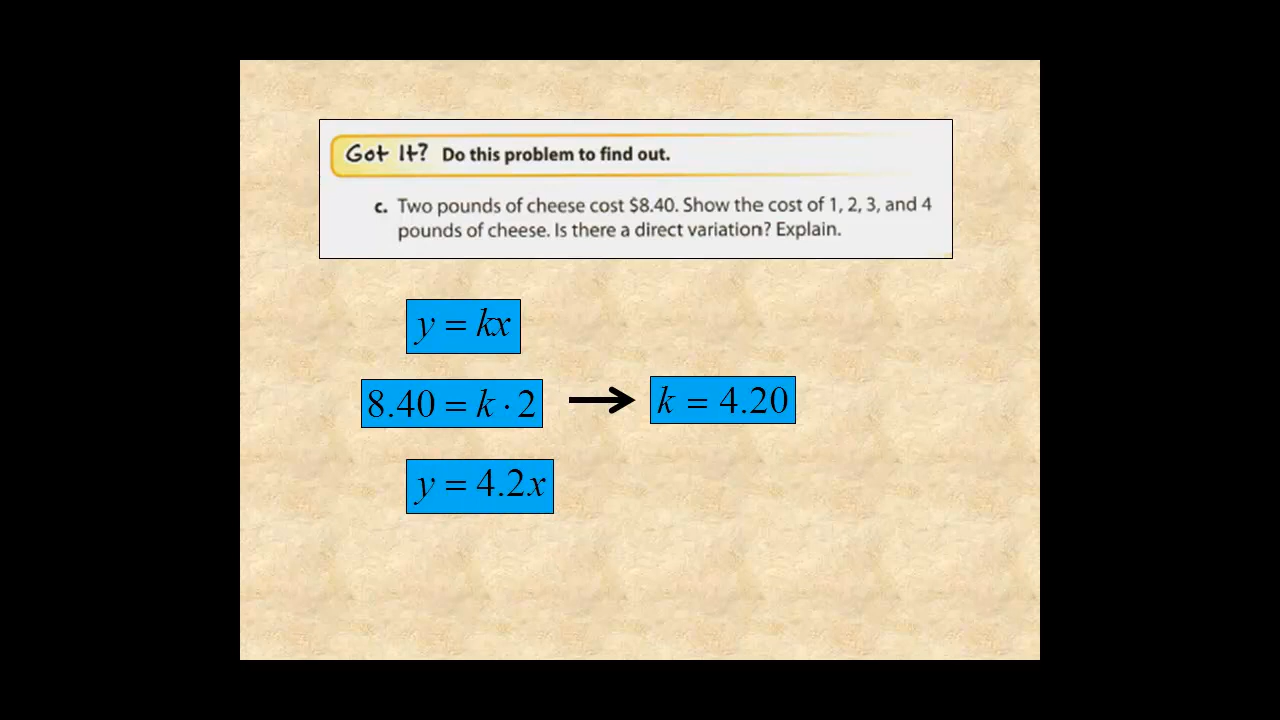 Got It? Do this problem to find out.
c. Two pounds of cheese cost $8.40. Show the cost of 1, 2, 3, and 4
pounds of cheese. Is there a direct variation? Explain.
y = kx
8.40 = k · 2 → k = 4.20
y = 4.2x